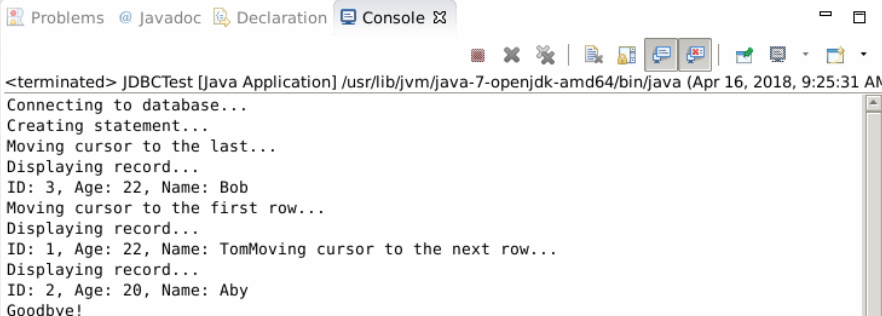 Problems @ Javadoc Declaration Console
<terminated> JDBCTest [Java Application] /usr/lib/jvm/java-7-openjdk-amd64/bin/java (Apr 16, 2018, 9:25:31 AM
Connecting to database...
Creating statement...
Moving cursor to the last...
Displaying record...
ID: 3, Age: 22, Name: Bob
Moving cursor to the first row...
Displaying record...
ID: 1, Age: 22, Name: TomMoving cursor to the next row...
Displaying record...
ID: 2, Age: 20, Name: Aby
Goodbye!